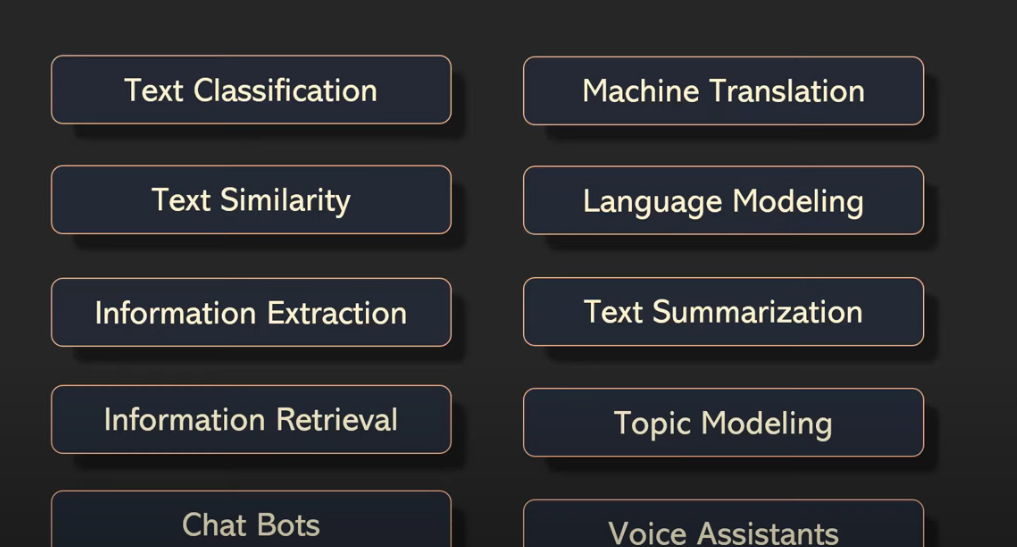 Text Classification
Machine Translation
Text Similarity
Language Modeling
Information Extraction
Text Summarization
Information Retrieval
Topic Modeling
Chat Bots
Voice Assistants